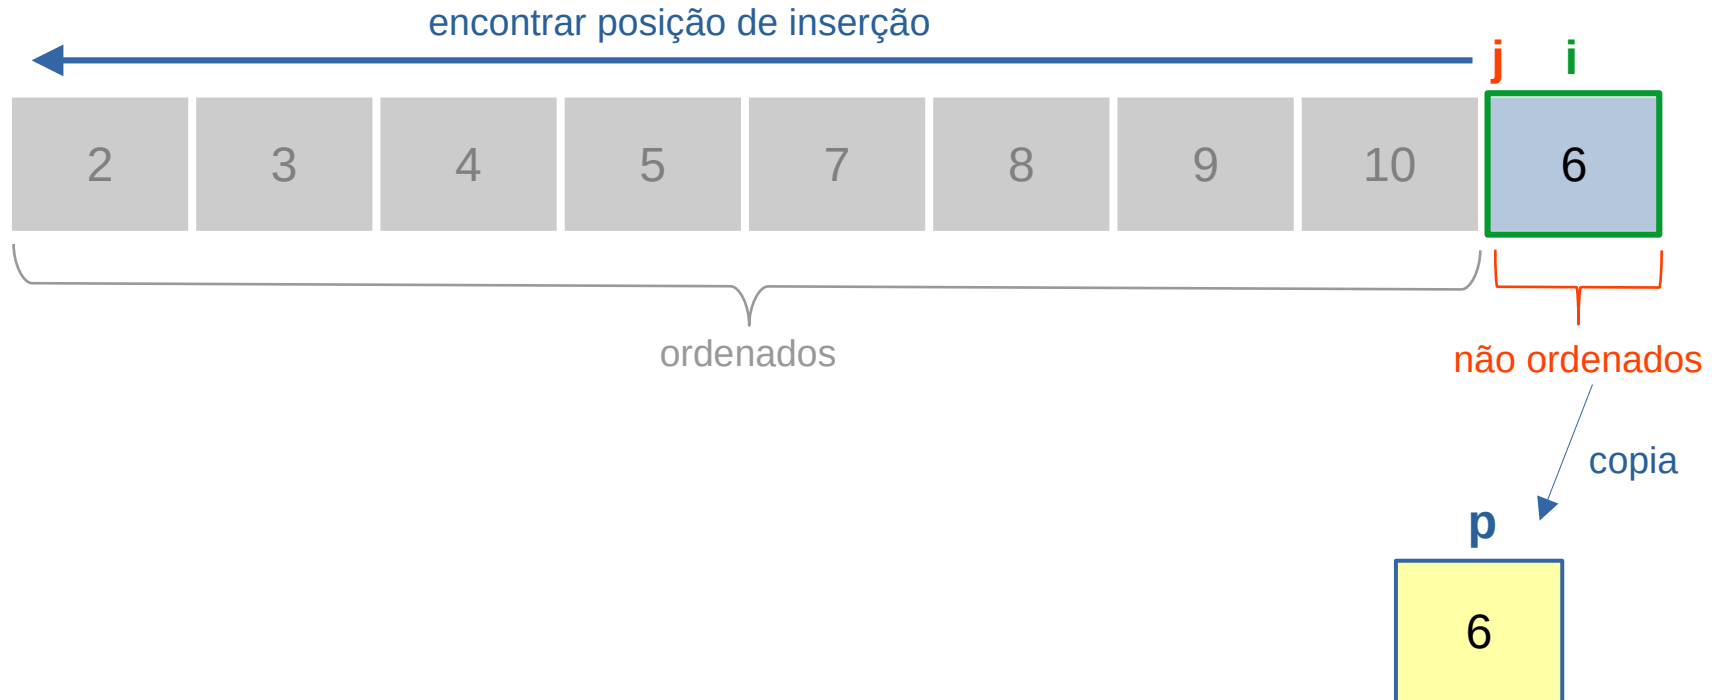 encontrar posição de inserção
j i
2 3 4 5 7 8 9 10 6
ordenados
não ordenados
copia
p
6